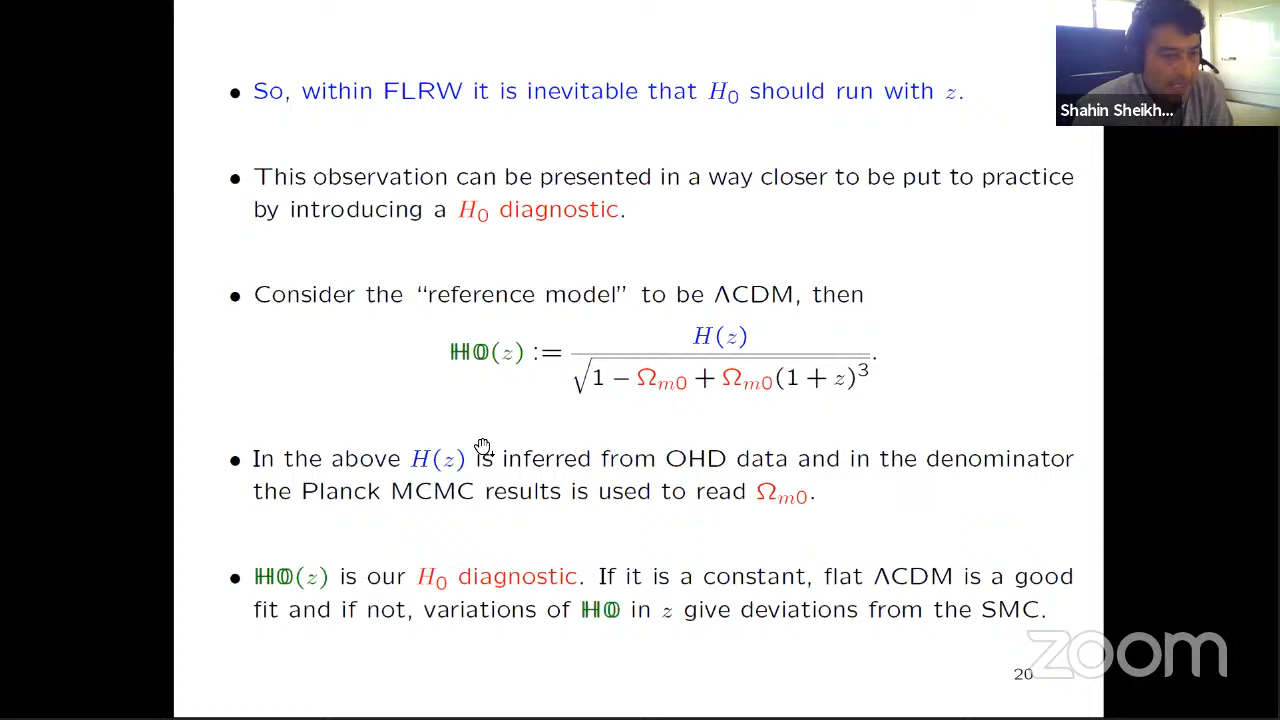 • So, within FLRW it is inevitable that H₀ should run with z.
Shahin Sheikh...
• This observation can be presented in a way closer to be put to practice
by introducing a H₀ diagnostic.
• Consider the “reference model” to be ΛCDM, then
ℍ𝟘(z) := H(z) / √(1 − Ωₘ₀ + Ωₘ₀(1 + z)³).
• In the above H(z) is inferred from OHD data and in the denominator
the Planck MCMC results is used to read Ωₘ₀.
• ℍ𝟘(z) is our H₀ diagnostic. If it is a constant, flat ΛCDM is a good
fit and if not, variations of ℍ𝟘 in z give deviations from the SMC.
zoom
20